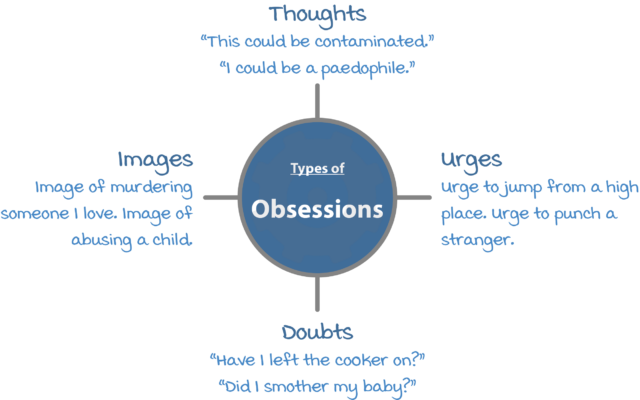 Thoughts
“This could be contaminated.”
“I could be a paedophile.”
Images
Image of murdering
someone I love. Image of
abusing a child.
Types of
Obsessions
Urges
Urge to jump from a high
place. Urge to punch a
stranger.
Doubts
“Have I left the cooker on?”
“Did I smother my baby?”